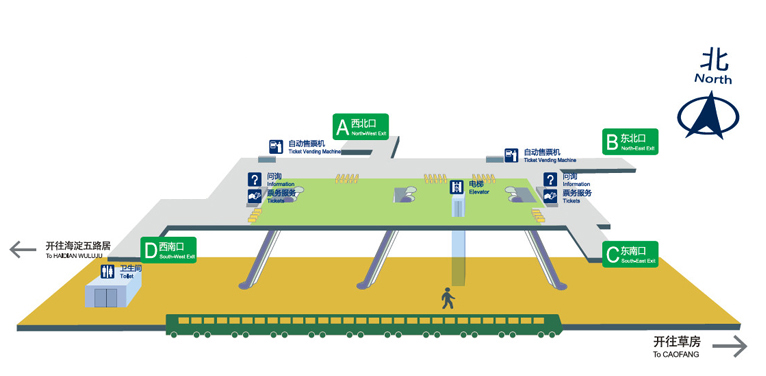 北
North
A 西北口
North-West Exit
B 东北口
North-East Exit
自动售票机
Ticket Vending Machine
自动售票机
Ticket Vending Machine
? 问询
Information
票务服务
Tickets
电梯
Elevator
? 问询
Information
票务服务
Tickets
开往海淀五路居
To HAIDIAN WULUJU
D 西南口
South-West Exit
C 东南口
South-East Exit
卫生间
Toilet
开往草房
To CAOFANG